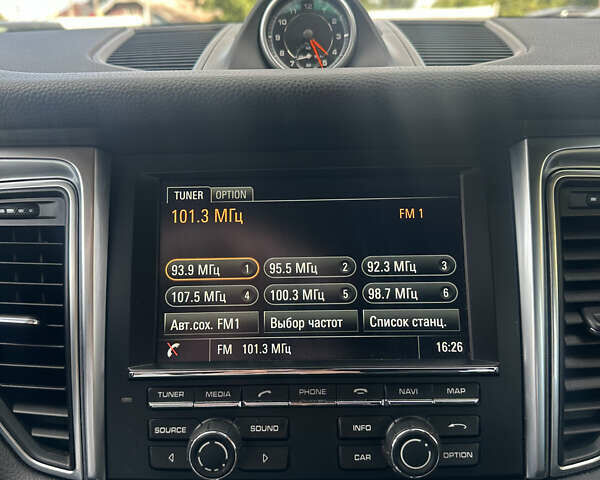 12
TUNER OPTION
101.3 МГц FM 1
93.9 МГц 1 95.5 МГц 2 92.3 МГц 3
107.5 МГц 4 100.3 МГц 5 98.7 МГц 6
Авт.сох. FM1 Выбор частот Список станц.
FM 101.3 МГц 16:26
TUNER MEDIA PHONE NAVI MAP
SOURCE SOUND INFO
CAR OPTION